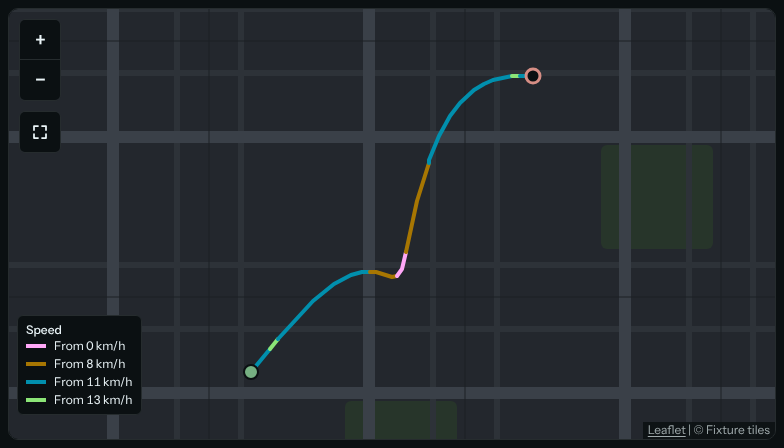 +
−
Speed
From 0 km/h
From 8 km/h
From 11 km/h
From 13 km/h
Leaflet | © Fixture tiles